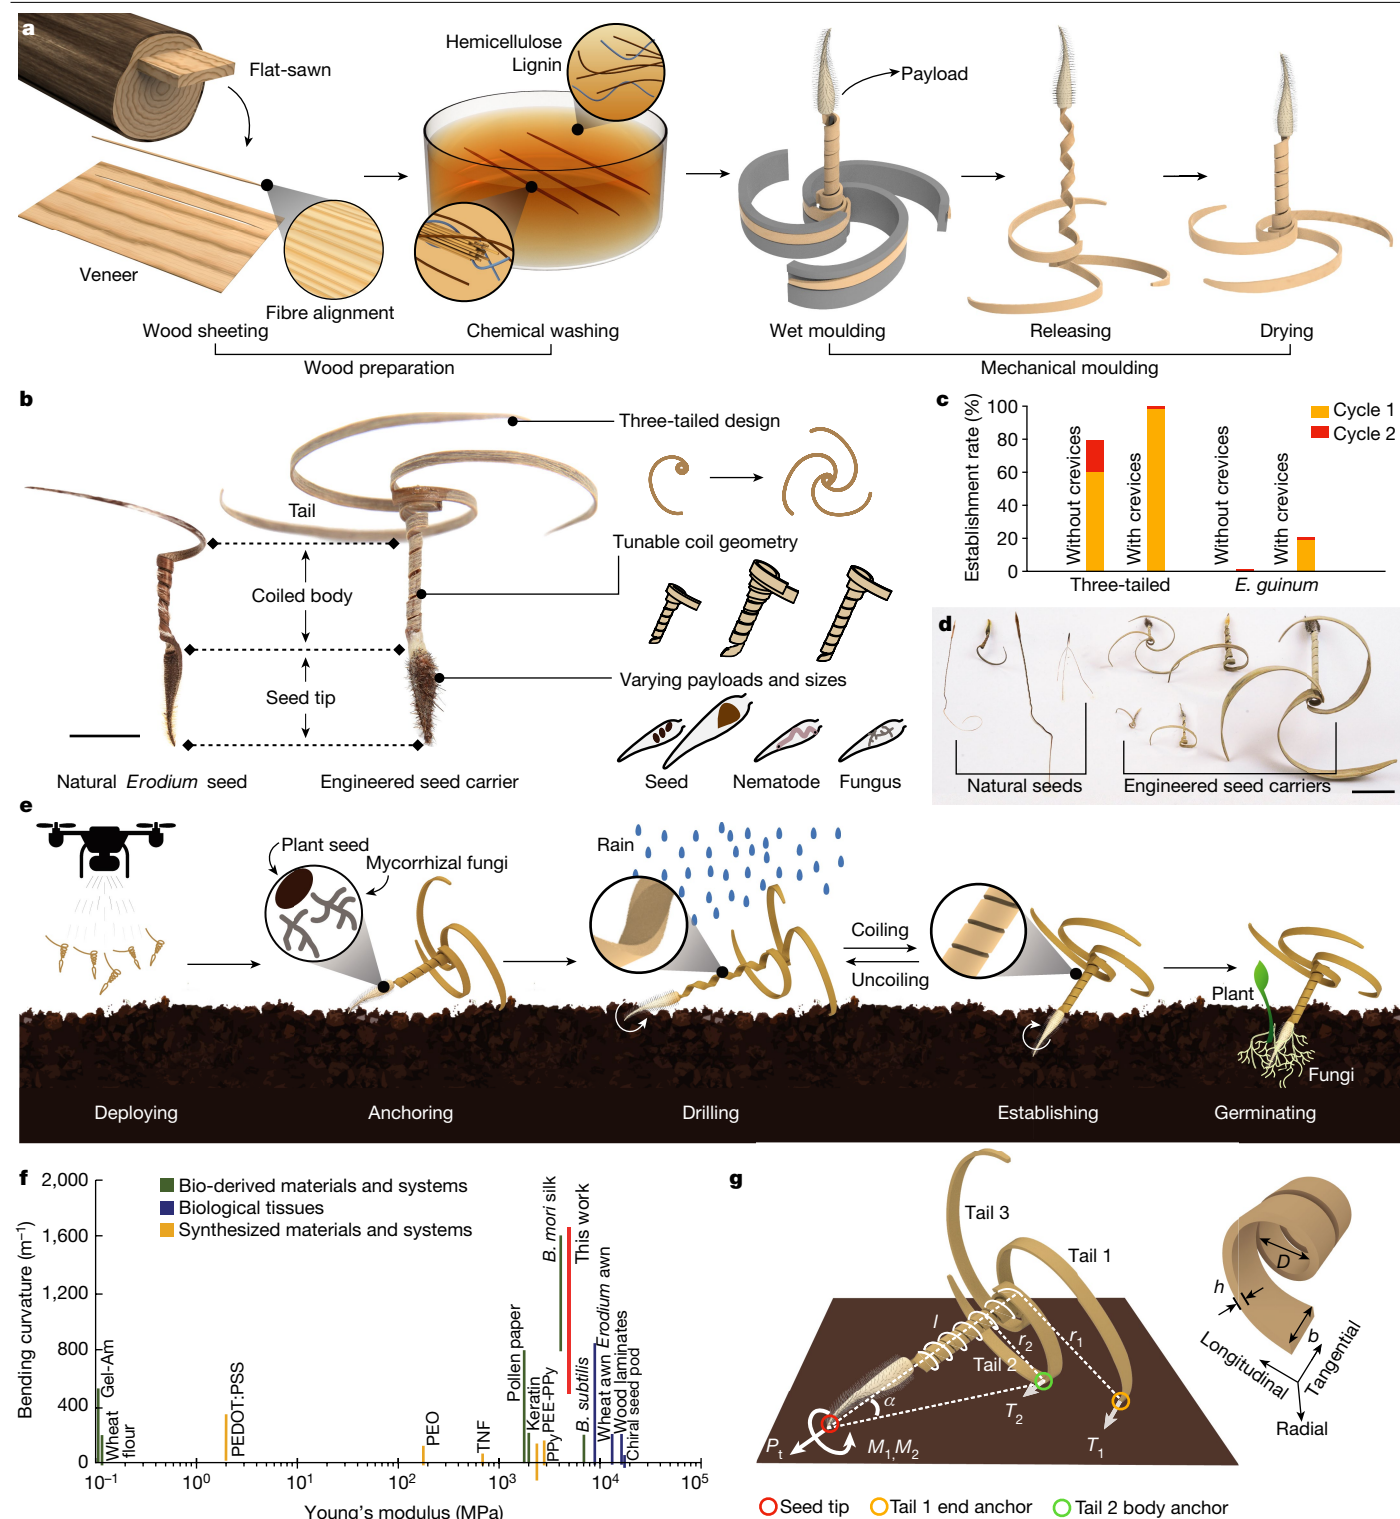 a
Flat-sawn
Veneer
Fibre alignment
Hemicellulose
Lignin
Payload
Wood sheeting
Chemical washing
Wet moulding
Releasing
Drying
Wood preparation
Mechanical moulding
b
Three-tailed design
Tail
Tunable coil geometry
Coiled body
Varying payloads and sizes
Seed tip
Natural Erodium seed
Engineered seed carrier
Seed
Nematode
Fungus
c
Establishment rate (%)
100
80
60
40
20
0
Without crevices
With crevices
Without crevices
With crevices
Three-tailed
E. guinum
Cycle 1
Cycle 2
d
Natural seeds
Engineered seed carriers
e
Plant seed
Mycorrhizal fungi
Rain
Coiling
Uncoiling
Plant
Fungi
Deploying
Anchoring
Drilling
Establishing
Germinating
f
Bending curvature (m⁻¹)
2,000
1,600
1,200
800
400
0
Bio-derived materials and systems
Biological tissues
Synthesized materials and systems
Gel-Am
Wheat
flour
PEDOT:PSS
PEO
TNF
Pollen paper
Keratin
PPy
PEE-PPy
B. mori silk
This work
B. subtilis
Erodium awn
Wheat awn
Wood laminates
Chiral seed pod
10⁻¹
10⁰
10¹
10²
10³
10⁴
10⁵
Young's modulus (MPa)
g
Tail 3
Tail 1
Tail 2
l
r₂
r₁
α
T₂
T₁
Pₜ
M₁, M₂
D
h
b
Longitudinal
Tangential
Radial
Seed tip
Tail 1 end anchor
Tail 2 body anchor